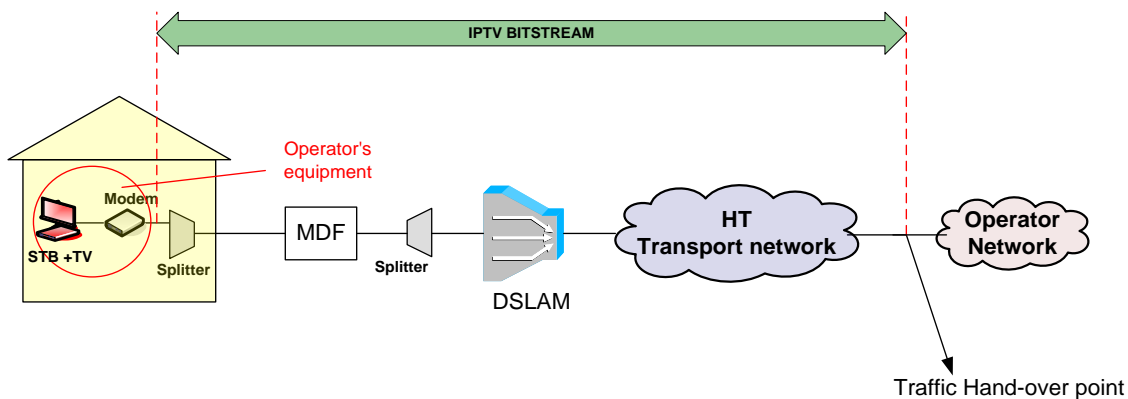 IPTV BITSTREAM
Operator's
equipment
Modem
STB +TV
Splitter
MDF
Splitter
DSLAM
HT
Transport network
Operator
Network
Traffic Hand-over point